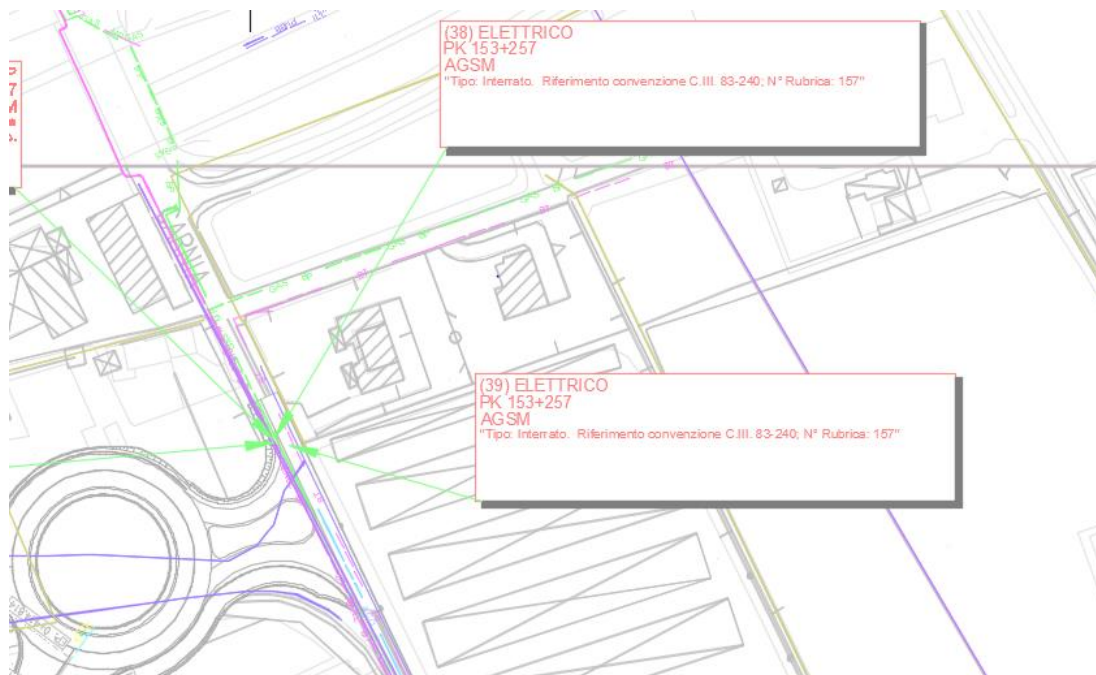 (38) ELETTRICO
PK 153+257
AGSM
"Tipo: Interrato. Riferimento convenzione C.III. 83-240; N° Rubrica: 157"
(39) ELETTRICO
PK 153+257
AGSM
"Tipo: Interrato. Riferimento convenzione C.III. 83-240; N° Rubrica: 157"